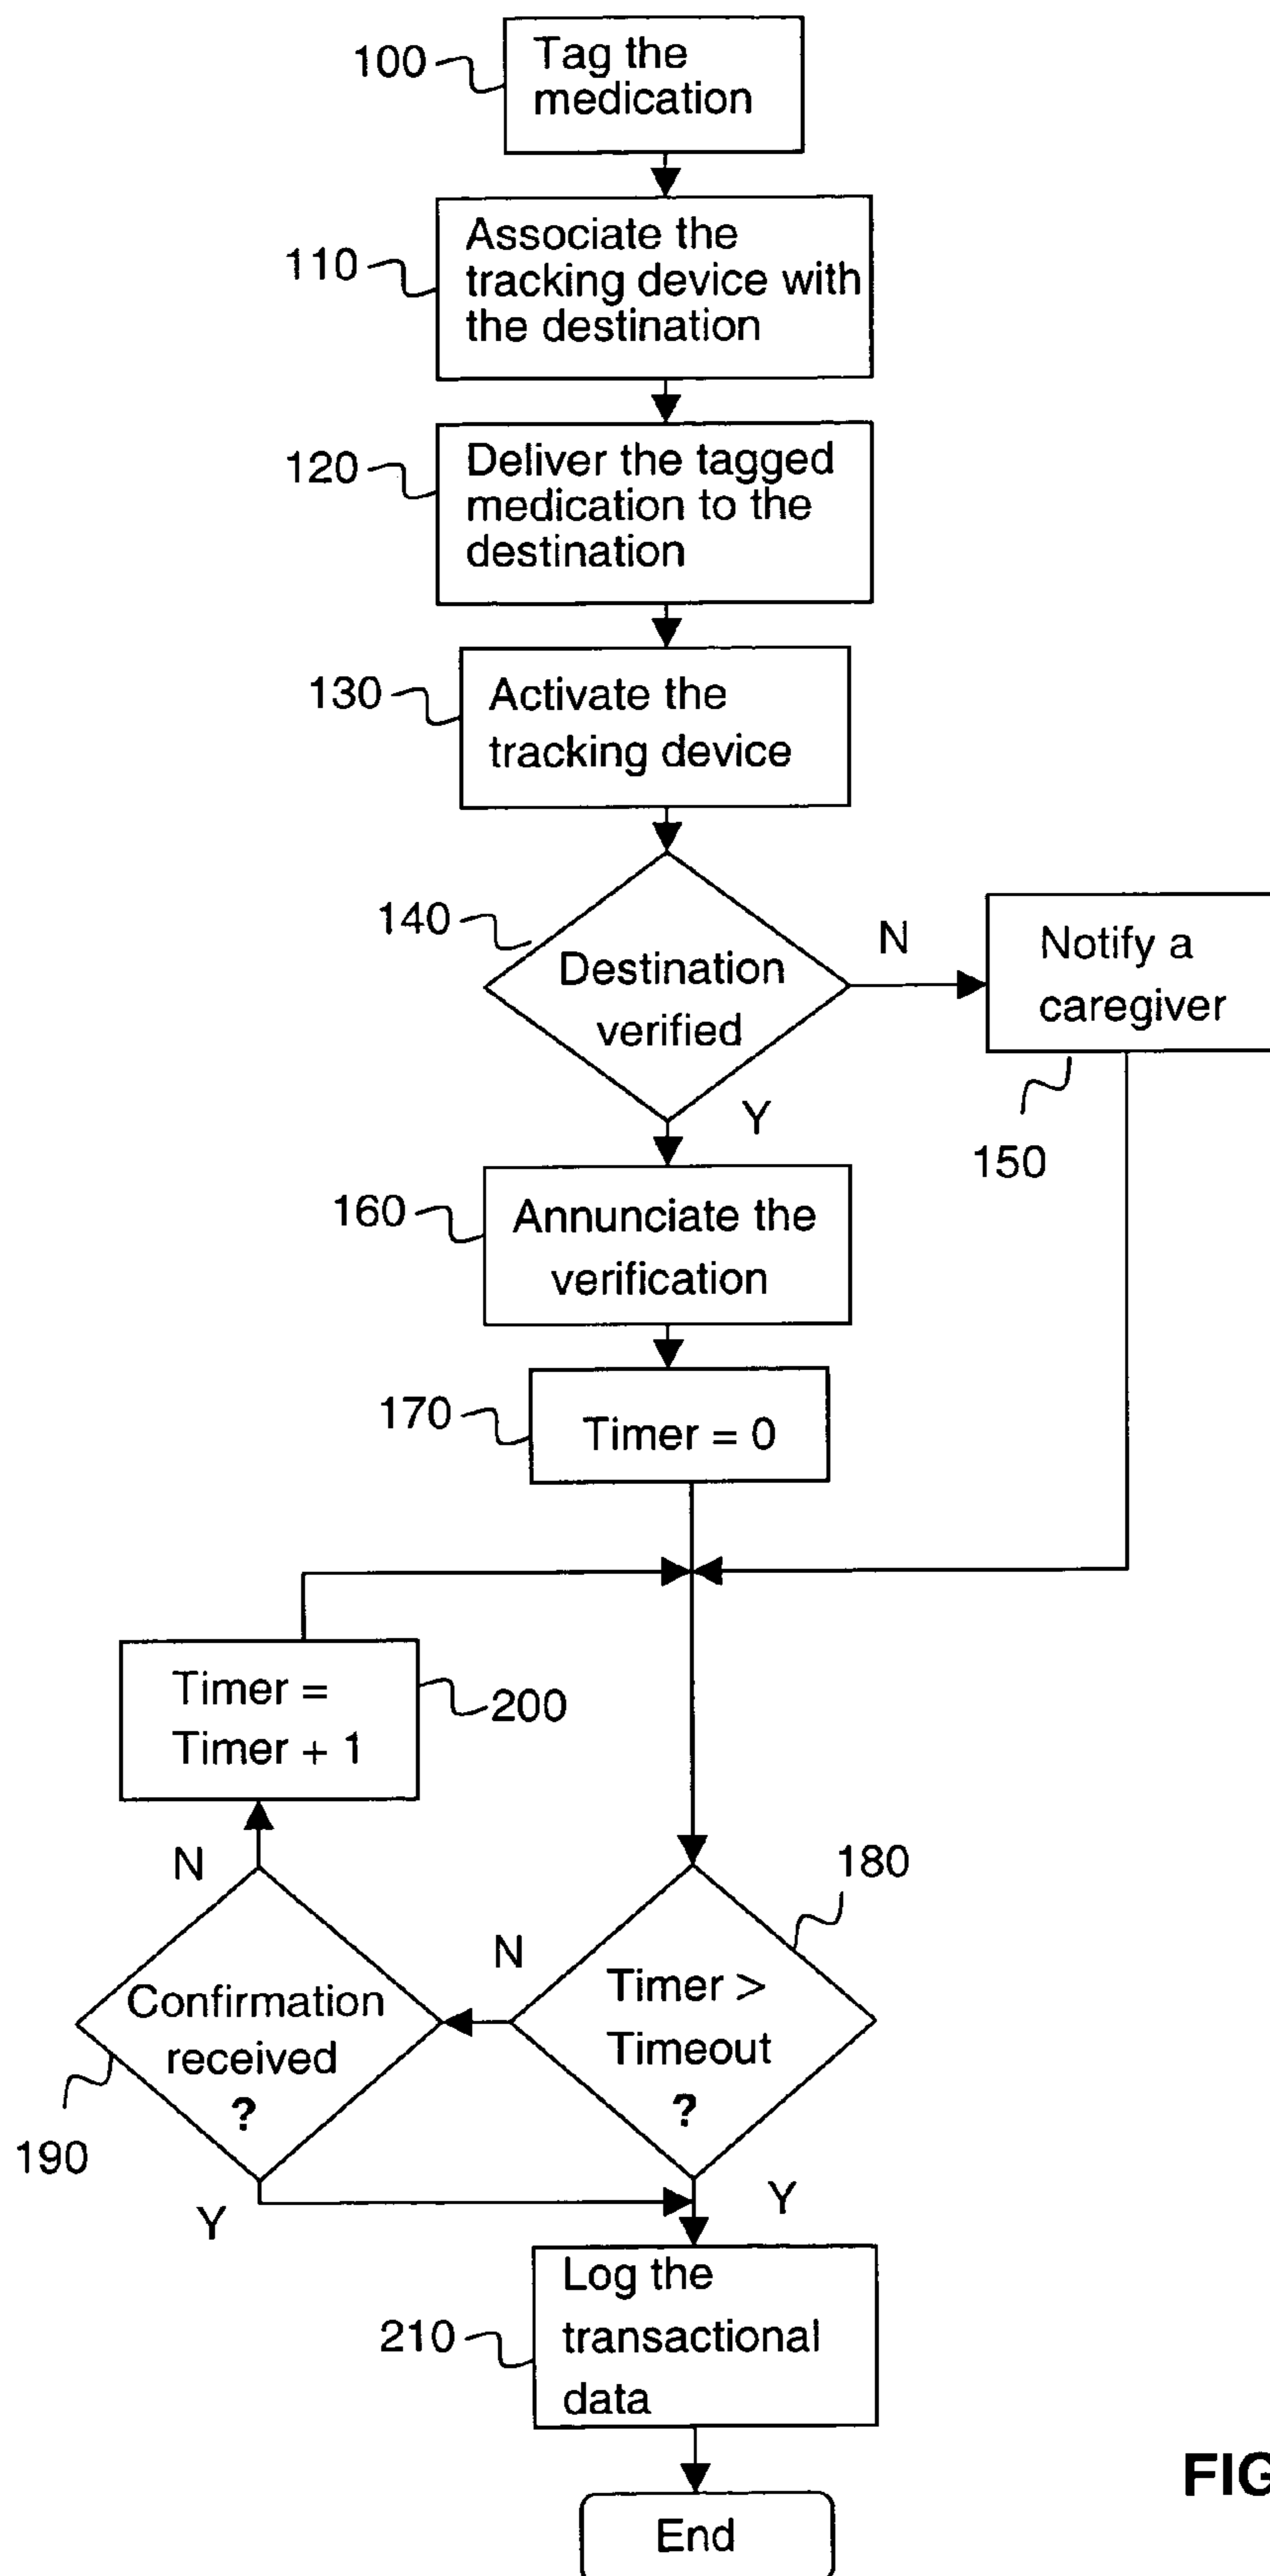 100
Tag the
medication
110
Associate the
tracking device with
the destination
120
Deliver the tagged
medication to the
destination
130
Activate the
tracking device
140
Destination
verified
N
Notify a
caregiver
150
Y
160
Annunciate the
verification
170
Timer = 0
Timer =
Timer + 1
200
N
180
N
Timer >
Timeout
?
Confirmation
received
?
190
Y
Y
210
Log the
transactional
data
End
FIG